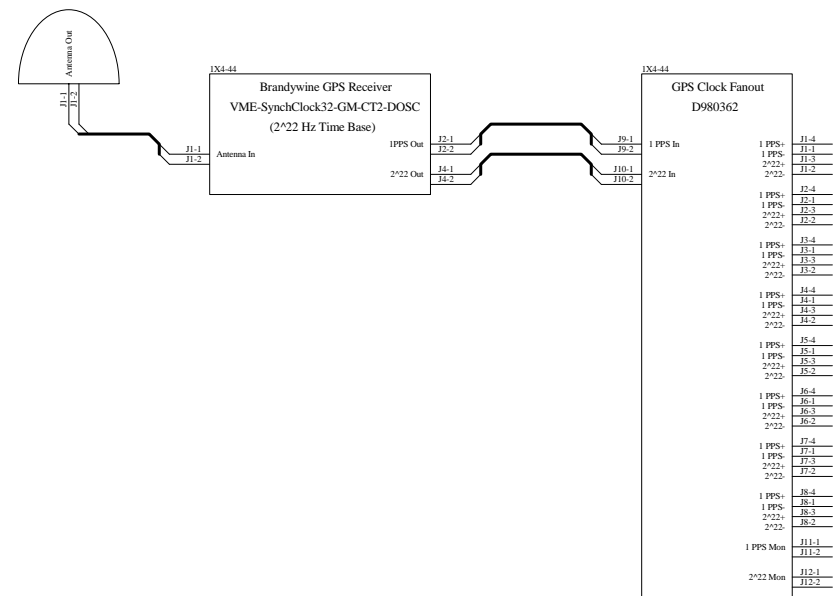 Antenna Out
J1-1
J1-2
1X4-44
Brandywine GPS Receiver
VME-SynchClock32-GM-CT2-DOSC
(2^22 Hz Time Base)
J1-1
J1-2
Antenna In
1PPS Out
J2-1
J2-2
2^22 Out
J4-1
J4-2
1X4-44
GPS Clock Fanout
D980362
J9-1
J9-2
1 PPS In
J10-1
J10-2
2^22 In
1 PPS+ J1-4
1 PPS- J1-1
2^22+ J1-3
2^22- J1-2
1 PPS+ J2-4
1 PPS- J2-1
2^22+ J2-3
2^22- J2-2
1 PPS+ J3-4
1 PPS- J3-1
2^22+ J3-3
2^22- J3-2
1 PPS+ J4-4
1 PPS- J4-1
2^22+ J4-3
2^22- J4-2
1 PPS+ J5-4
1 PPS- J5-1
2^22+ J5-3
2^22- J5-2
1 PPS+ J6-4
1 PPS- J6-1
2^22+ J6-3
2^22- J6-2
1 PPS+ J7-4
1 PPS- J7-1
2^22+ J7-3
2^22- J7-2
1 PPS+ J8-4
1 PPS- J8-1
2^22+ J8-3
2^22- J8-2
1 PPS Mon J11-1
J11-2
2^22 Mon J12-1
J12-2